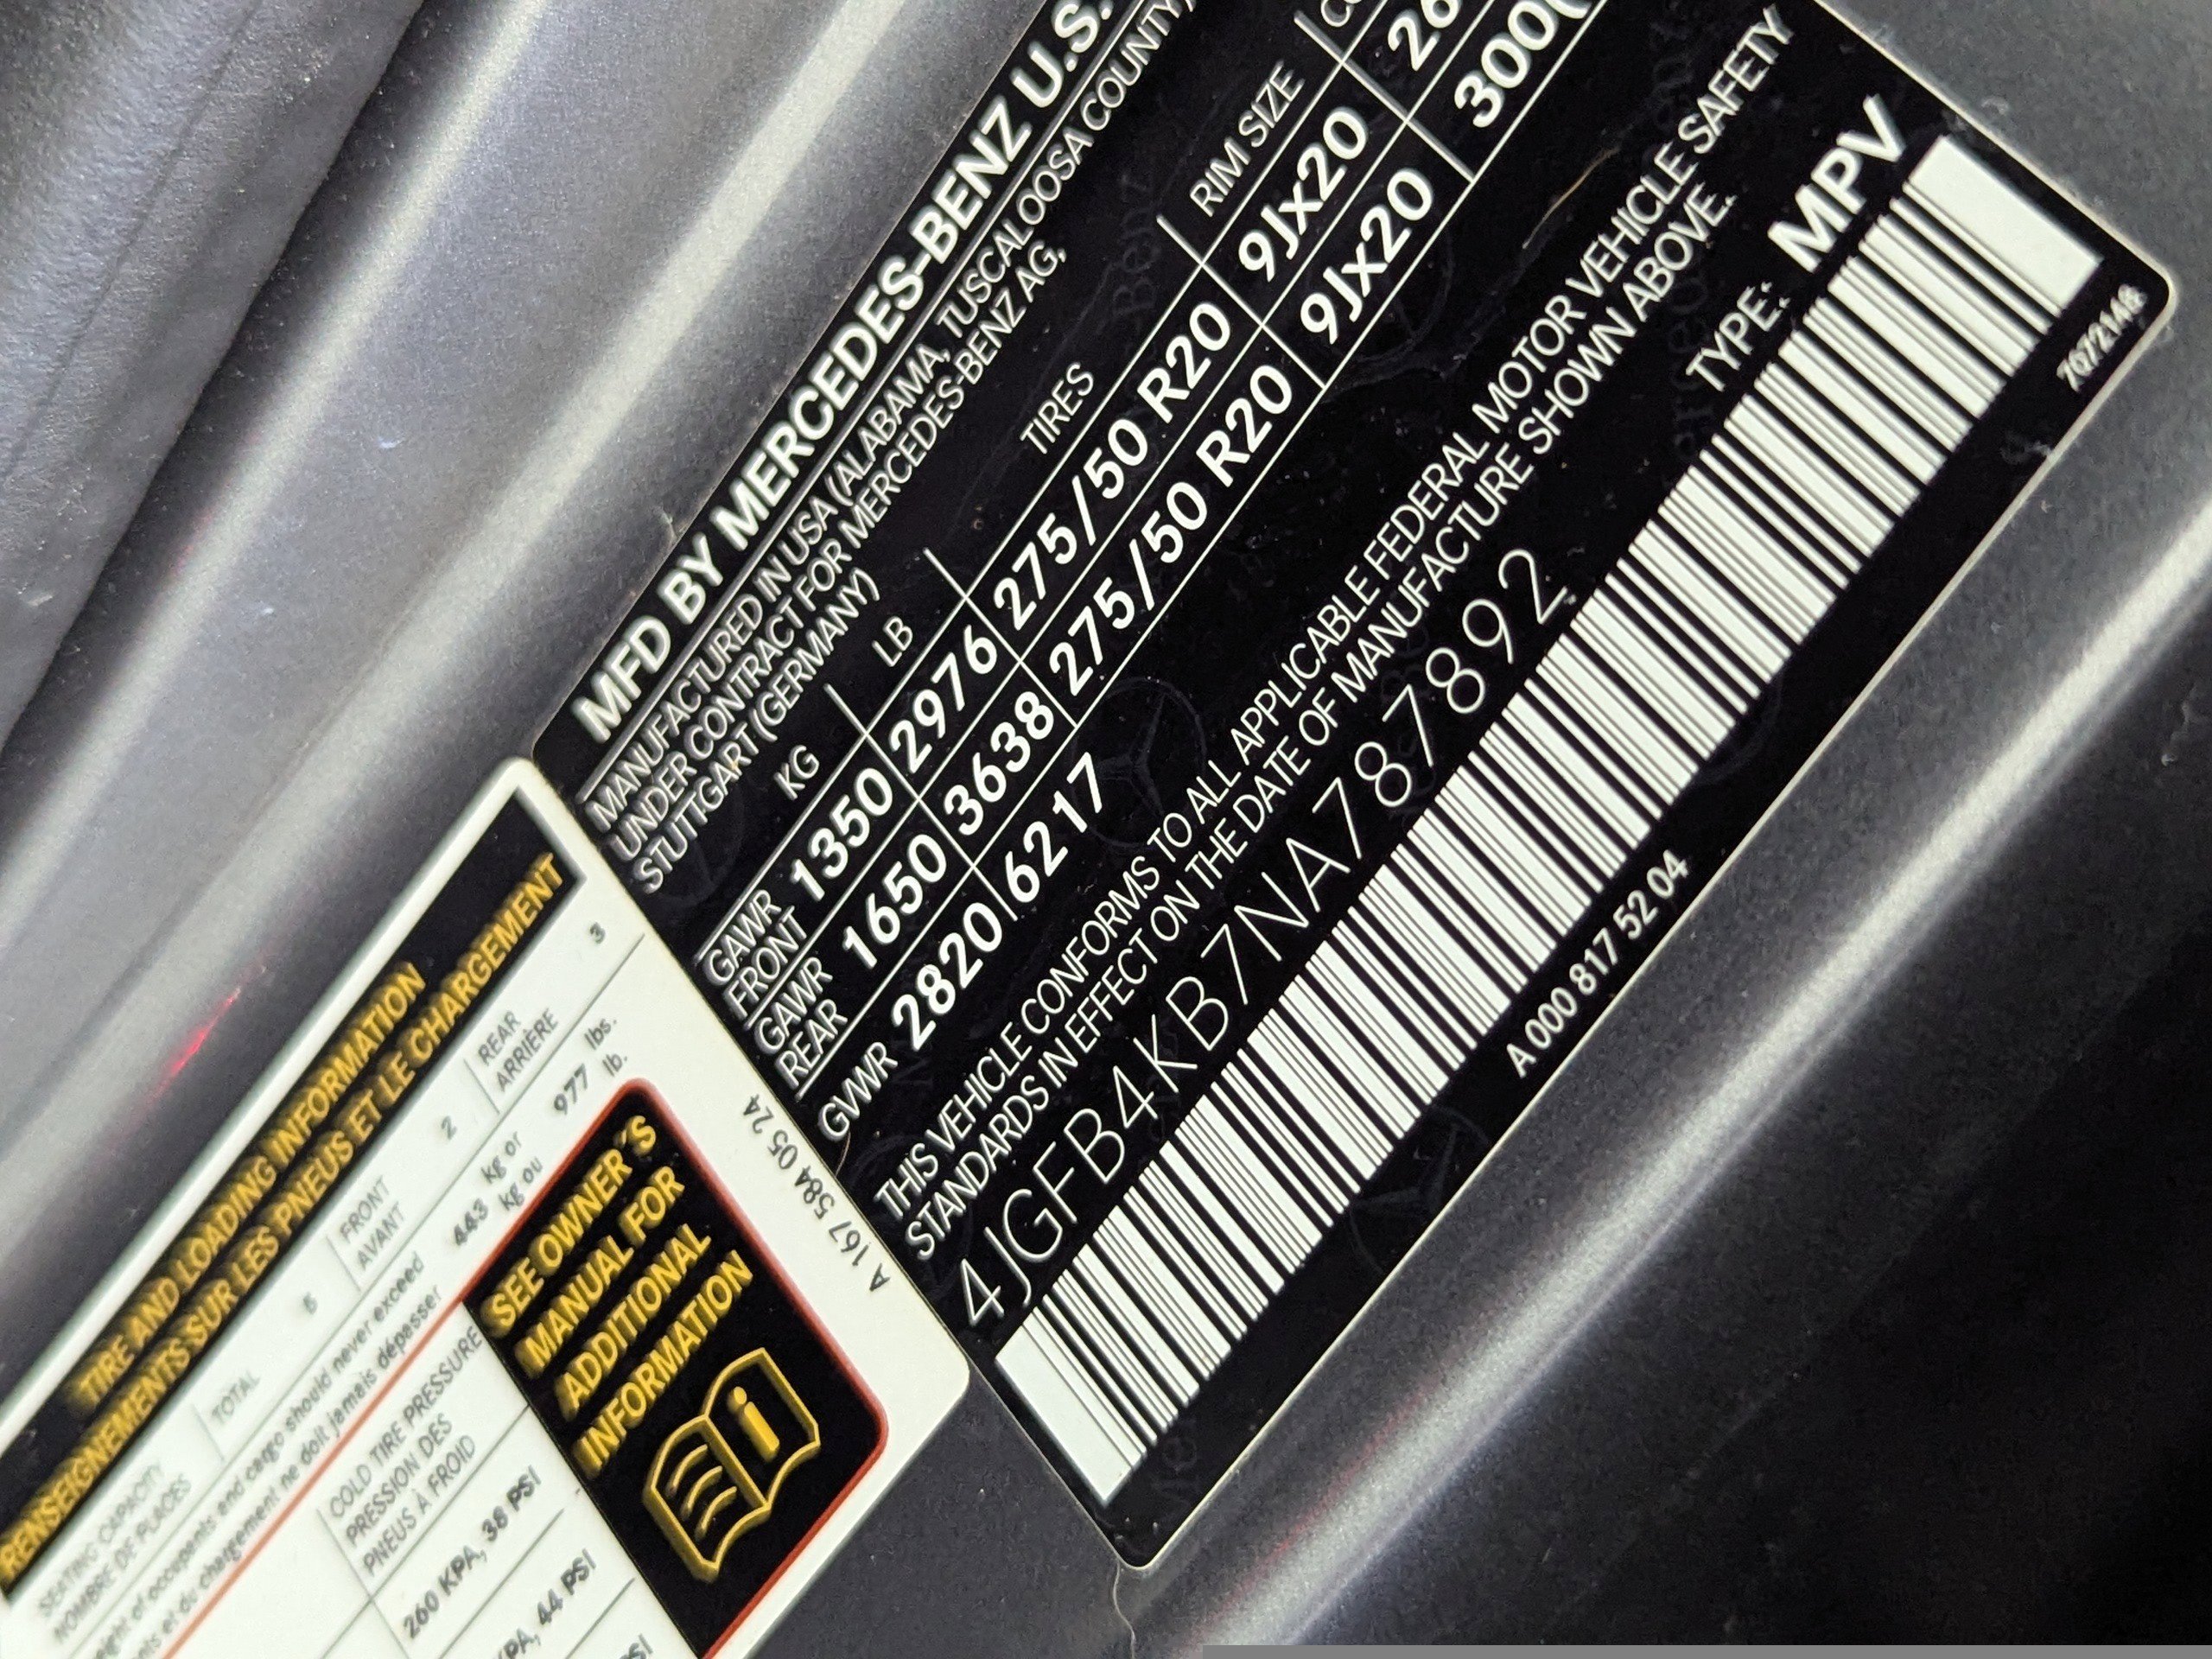 MFD BY MERCEDES-BENZ U.S.
MANUFACTURED IN USA (ALABAMA, TUSCALOOSA COUNTY)
UNDER CONTRACT FOR MERCEDES-BENZ AG,
STUTTGART (GERMANY)
KG LB TIRES RIM SIZE
GAWR FRONT 1350 2976 275/50 R20 9Jx20 26
GAWR REAR 1650 3638 275/50 R20 9Jx20 300(
GVWR 2820 6217
THIS VEHICLE CONFORMS TO ALL APPLICABLE FEDERAL MOTOR VEHICLE SAFETY
STANDARDS IN EFFECT ON THE DATE OF MANUFACTURE SHOWN ABOVE.
4JGFB4KB7NA787892 TYPE: MPV
A 000 817 52 04
TIRE AND LOADING INFORMATION
RENSEIGNEMENTS SUR LES PNEUS ET LE CHARGEMENT
SEATING CAPACITY
NOMBRE DE PLACES
TOTAL 5
FRONT
AVANT
2
REAR
ARRIÈRE
3
of occupants and cargo should never exceed 443 kg or 977 lbs.
et du chargement ne doit jamais dépasser kg ou lb.
COLD TIRE PRESSURE
PRESSION DES
PNEUS À FROID
260 KPA, 38 PSI
KPA, 44 PSI
PSI
SEE OWNER'S
MANUAL FOR
ADDITIONAL
INFORMATION
A 167 584 05 24